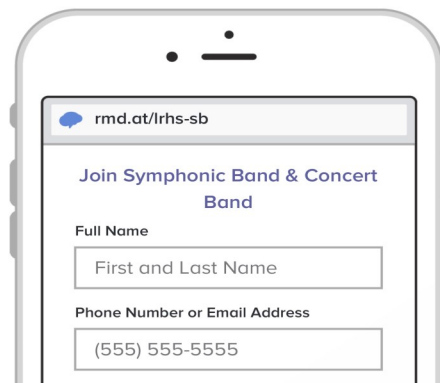 rmd.at/lrhs-sb
Join Symphonic Band & Concert
Band
Full Name
First and Last Name
Phone Number or Email Address
(555) 555-5555